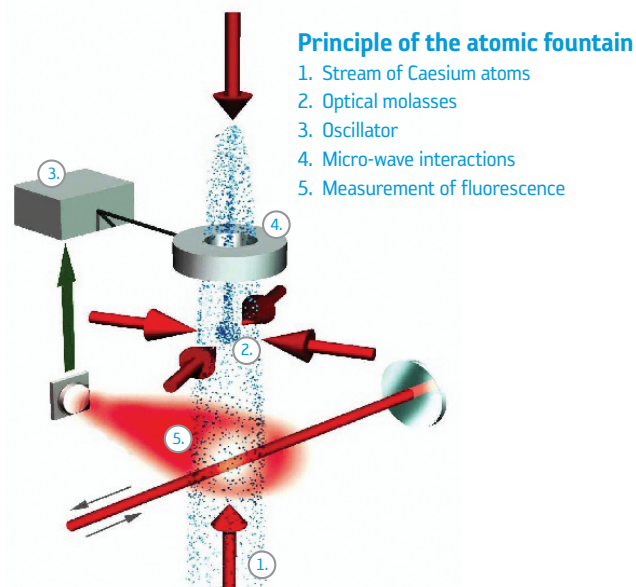 Principle of the atomic fountain
1. Stream of Caesium atoms
2. Optical molasses
3. Oscillator
4. Micro-wave interactions
5. Measurement of fluorescence
3.
4.
2.
5.
1.